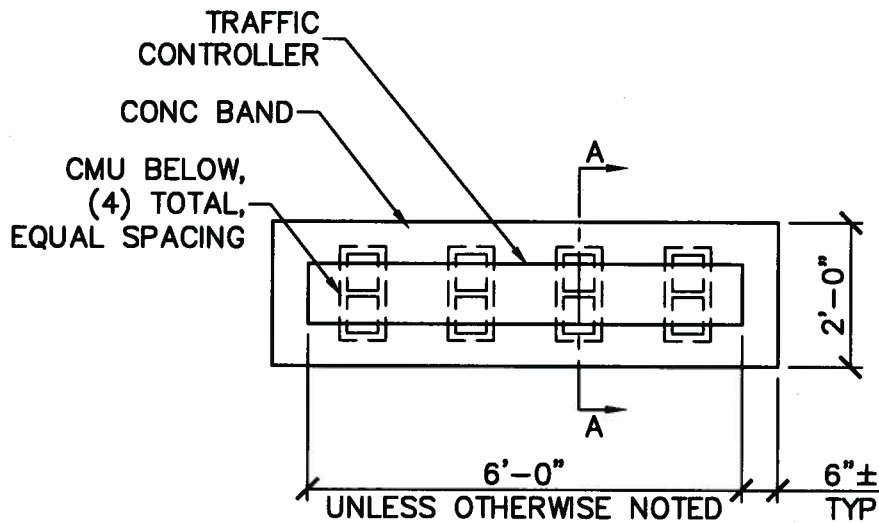 TRAFFIC
CONTROLLER
CONC BAND
CMU BELOW,
(4) TOTAL,
EQUAL SPACING
A
A
2'-0"
6'-0"
UNLESS OTHERWISE NOTED
6"±
TYP